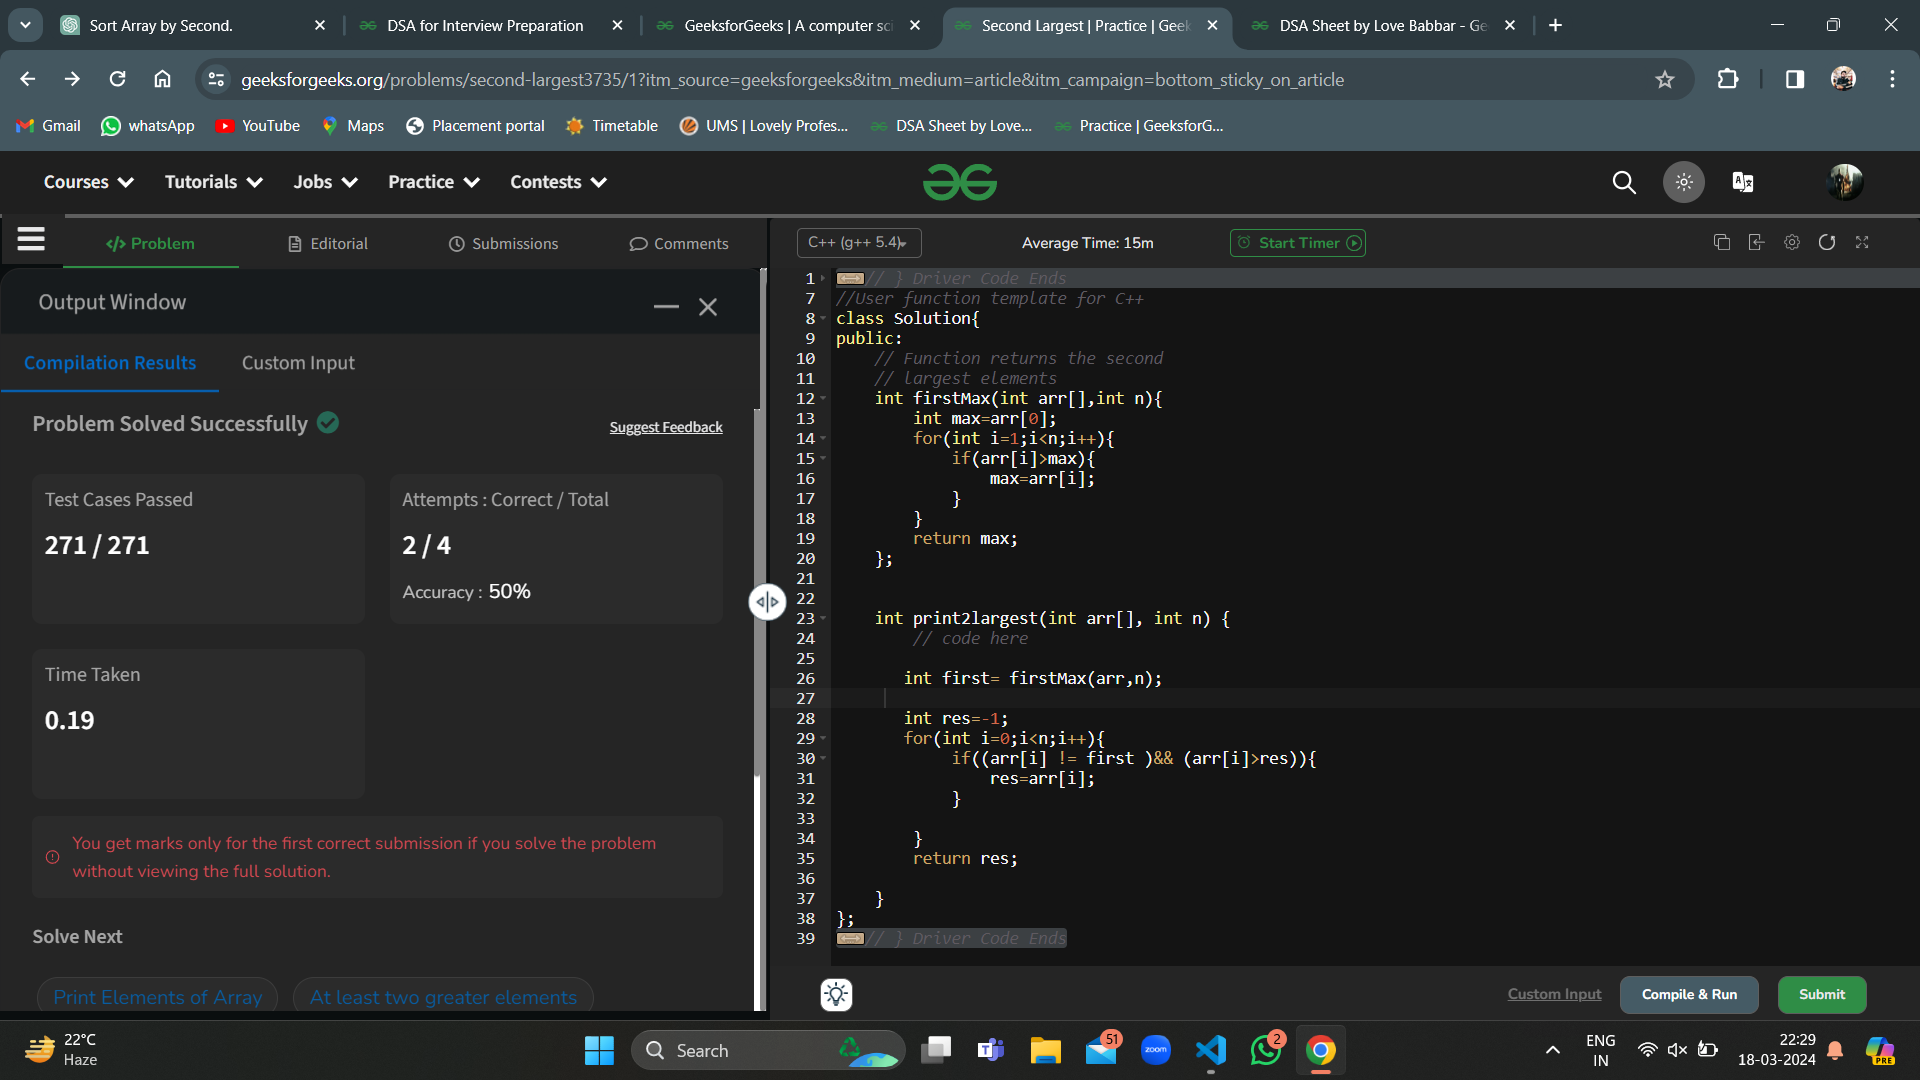 Sort Array by Second.
DSA for Interview Preparation
GeeksforGeeks | A computer sci
Second Largest | Practice | Geek
DSA Sheet by Love Babbar - Ge
geeksforgeeks.org/problems/second-largest3735/1?itm_source=geeksforgeeks&itm_medium=article&itm_campaign=bottom_sticky_on_article
Gmail
whatsApp
YouTube
Maps
Placement portal
Timetable
UMS | Lovely Profes...
DSA Sheet by Love...
Practice | GeeksforG...
Courses
Tutorials
Jobs
Practice
Contests
</> Problem
Editorial
Submissions
Comments
Output Window
Compilation Results
Custom Input
Problem Solved Successfully
Suggest Feedback
Test Cases Passed
271 / 271
Attempts : Correct / Total
2 / 4
Accuracy : 50%
Time Taken
0.19
You get marks only for the first correct submission if you solve the problem
without viewing the full solution.
Solve Next
Print Elements of Array
At least two greater elements
C++ (g++ 5.4)
Average Time: 15m
Start Timer
1 // } Driver Code Ends
7 //User function template for C++
8 class Solution{
9 public:
10 // Function returns the second
11 // largest elements
12 int firstMax(int arr[],int n){
13 int max=arr[0];
14 for(int i=1;i<n;i++){
15 if(arr[i]>max){
16 max=arr[i];
17 }
18 }
19 return max;
20 };
21
22
23 int print2largest(int arr[], int n) {
24 // code here
25
26 int first= firstMax(arr,n);
27
28 int res=-1;
29 for(int i=0;i<n;i++){
30 if((arr[i] != first )&& (arr[i]>res)){
31 res=arr[i];
32 }
33
34 }
35 return res;
36
37 }
38 };
39 // } Driver Code Ends
Custom Input
Compile & Run
Submit
22°C
Haze
Search
51
zoom
2
ENG
IN
22:29
18-03-2024
PRE